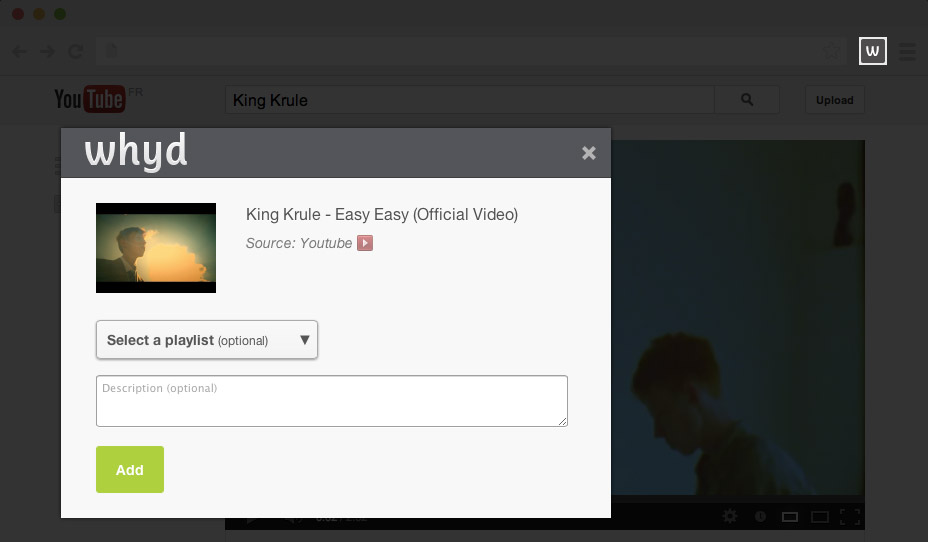 w
YouTube FR
King Krule
Upload
whyd
King Krule - Easy Easy (Official Video)
Source: Youtube
Select a playlist (optional)
Description (optional)
Add